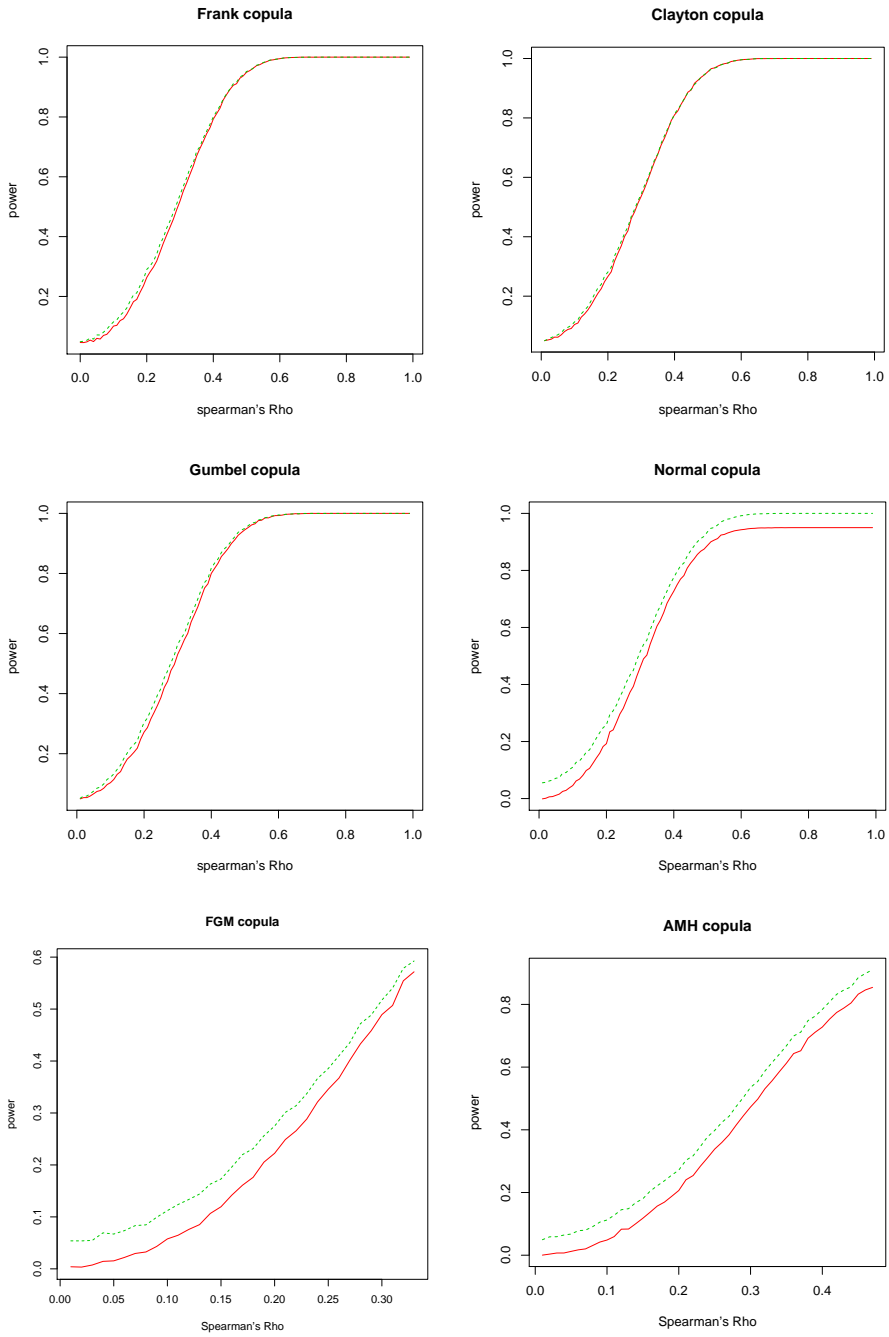 Frank copula
power
0.2 0.4 0.6 0.8 1.0
0.0 0.2 0.4 0.6 0.8 1.0
spearman's Rho
Clayton copula
power
0.2 0.4 0.6 0.8 1.0
0.0 0.2 0.4 0.6 0.8 1.0
spearman's Rho
Gumbel copula
power
0.2 0.4 0.6 0.8 1.0
0.0 0.2 0.4 0.6 0.8 1.0
spearman's Rho
Normal copula
power
0.0 0.2 0.4 0.6 0.8 1.0
0.0 0.2 0.4 0.6 0.8 1.0
Spearman's Rho
FGM copula
power
0.0 0.1 0.2 0.3 0.4 0.5 0.6
0.00 0.05 0.10 0.15 0.20 0.25 0.30
Spearman's Rho
AMH copula
power
0.0 0.2 0.4 0.6 0.8
0.0 0.1 0.2 0.3 0.4
Spearman's Rho